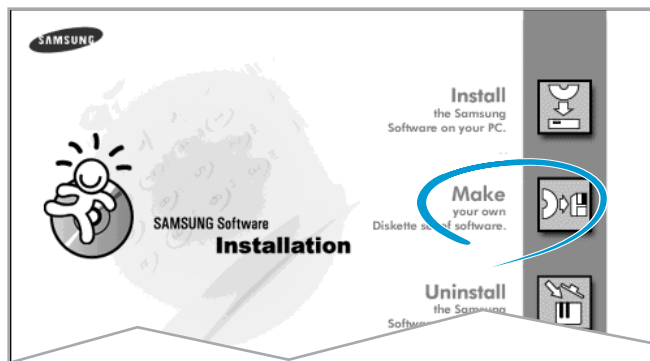 SAMSUNG
Install
the Samsung
Software on your PC.
Make
your own
Diskette set of software.
SAMSUNG Software
Installation
Uninstall
the Samsung